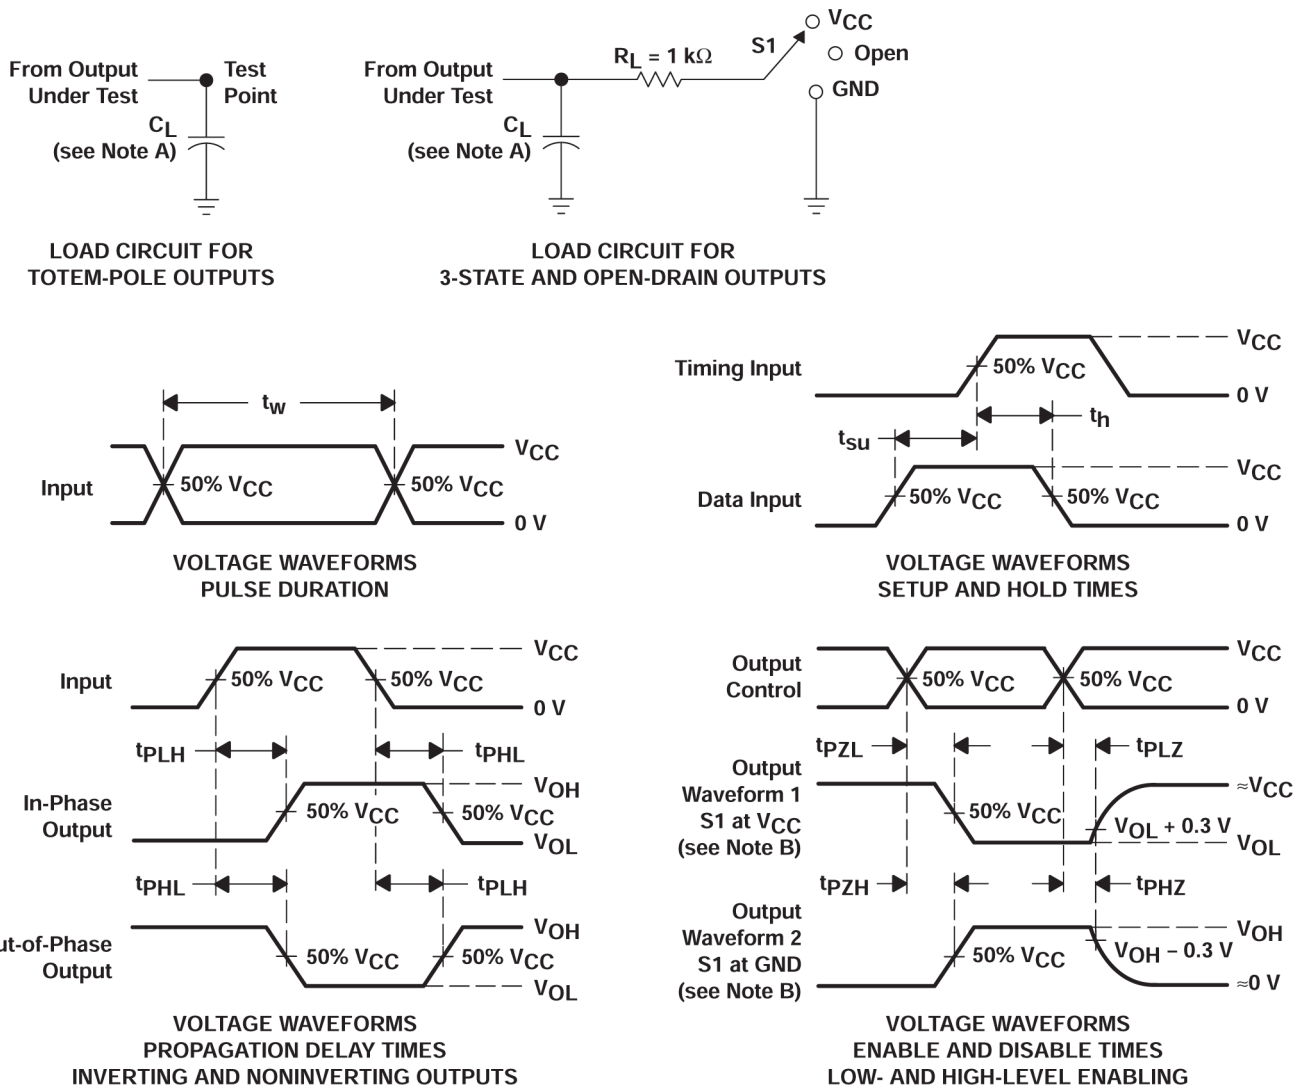 From Output
Under Test
Test
Point
CL
(see Note A)
LOAD CIRCUIT FOR
TOTEM-POLE OUTPUTS
From Output
Under Test
RL = 1 kΩ
S1
VCC
Open
GND
CL
(see Note A)
LOAD CIRCUIT FOR
3-STATE AND OPEN-DRAIN OUTPUTS
tw
Input
50% VCC
50% VCC
VCC
0 V
VOLTAGE WAVEFORMS
PULSE DURATION
Timing Input
50% VCC
VCC
0 V
th
tsu
Data Input
50% VCC
50% VCC
VCC
0 V
VOLTAGE WAVEFORMS
SETUP AND HOLD TIMES
Input
50% VCC
50% VCC
VCC
0 V
tPLH
tPHL
In-Phase
Output
50% VCC
50% VCC
VOH
VOL
tPHL
tPLH
ut-of-Phase
Output
50% VCC
50% VCC
VOH
VOL
VOLTAGE WAVEFORMS
PROPAGATION DELAY TIMES
INVERTING AND NONINVERTING OUTPUTS
Output
Control
50% VCC
50% VCC
VCC
0 V
tPZL
tPLZ
Output
Waveform 1
S1 at VCC
(see Note B)
50% VCC
≈VCC
VOL + 0.3 V
VOL
tPZH
tPHZ
Output
Waveform 2
S1 at GND
(see Note B)
50% VCC
VOH
VOH − 0.3 V
≈0 V
VOLTAGE WAVEFORMS
ENABLE AND DISABLE TIMES
LOW- AND HIGH-LEVEL ENABLING